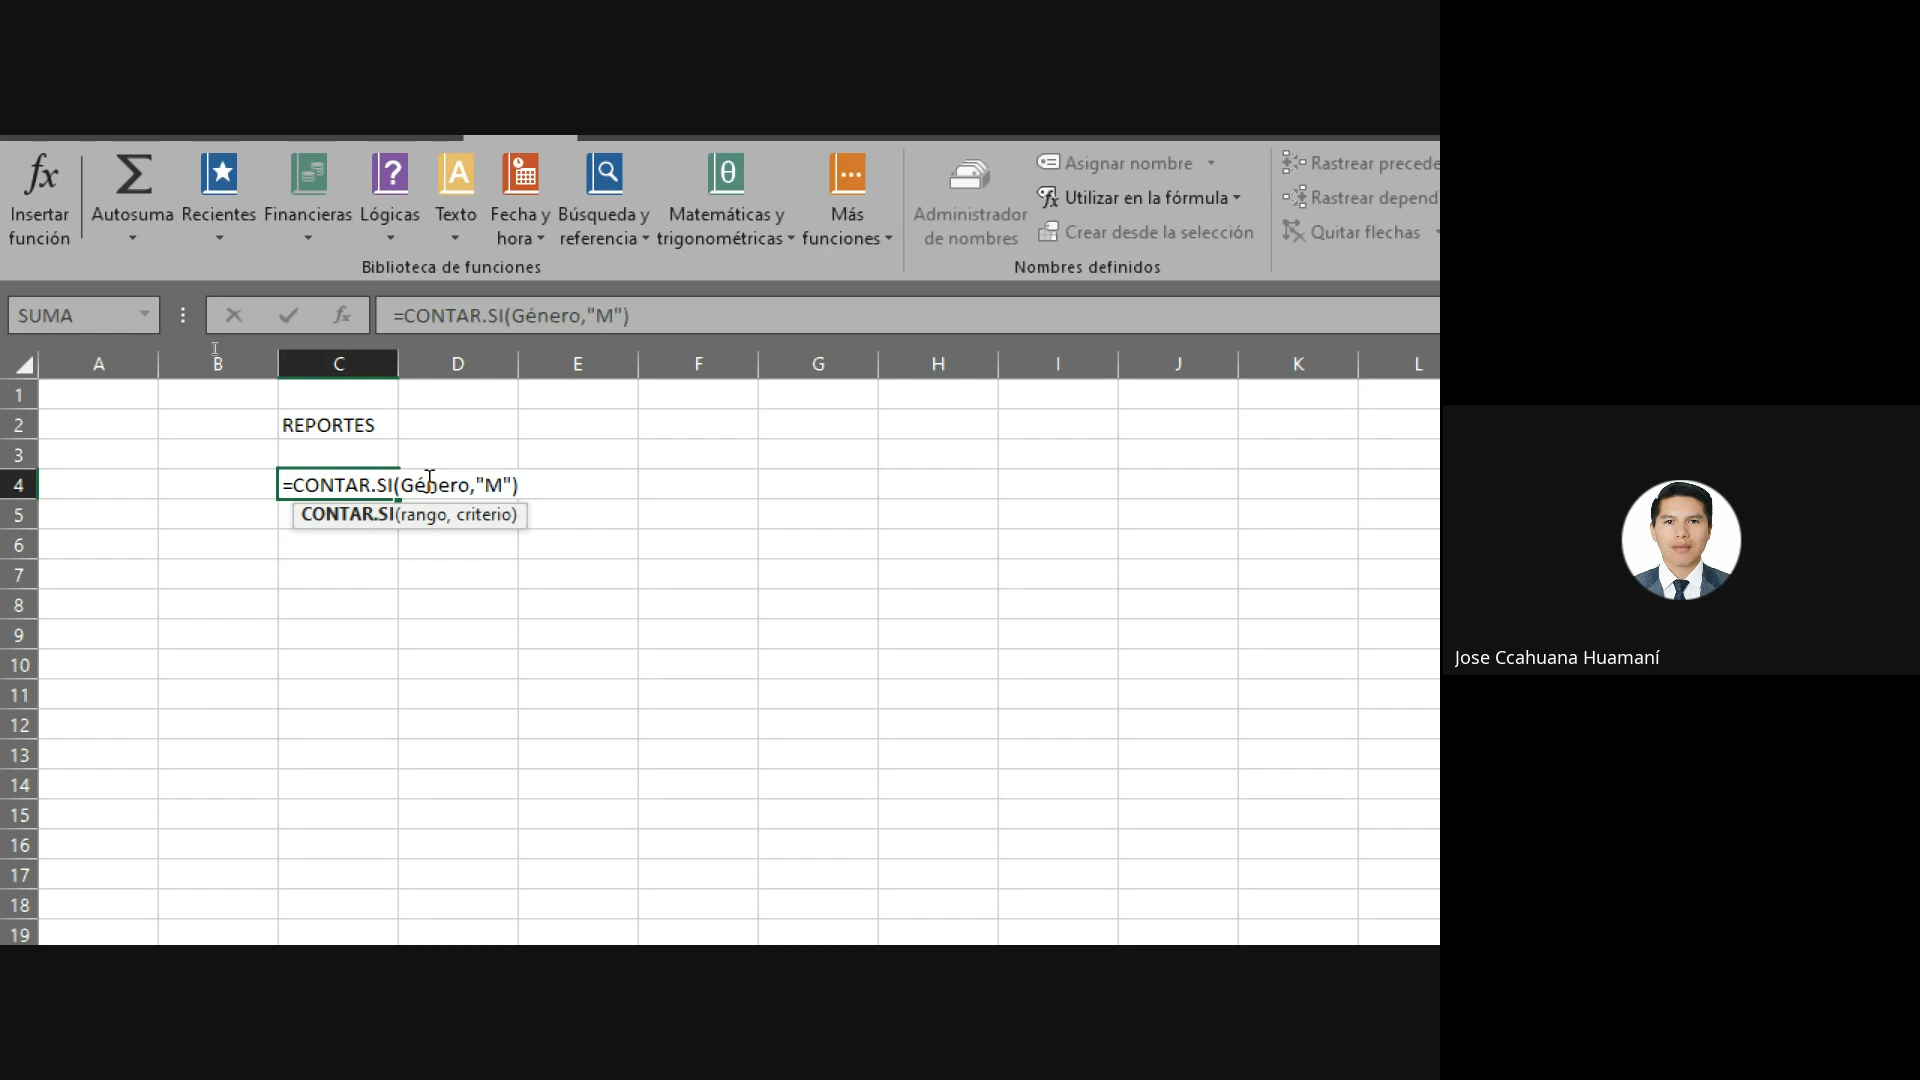 fx
Insertar
función
Autosuma
Recientes
Financieras
Lógicas
A
Texto
Fecha y
hora
Búsqueda y
referencia
θ
Matemáticas y
trigonométricas
Más
funciones
Biblioteca de funciones
Administrador
de nombres
Asignar nombre
Utilizar en la fórmula
Crear desde la selección
Nombres definidos
Rastrear precede
Rastrear depend
Quitar flechas
SUMA
fx
=CONTAR.SI(Género,"M")
A B C D E F G H I J K L
1
2 REPORTES
3
4 =CONTAR.SI(Género,"M")
5 CONTAR.SI(rango, criterio)
6
7
8
9
10
11
12
13
14
15
16
17
18
19
Jose Ccahuana Huamaní